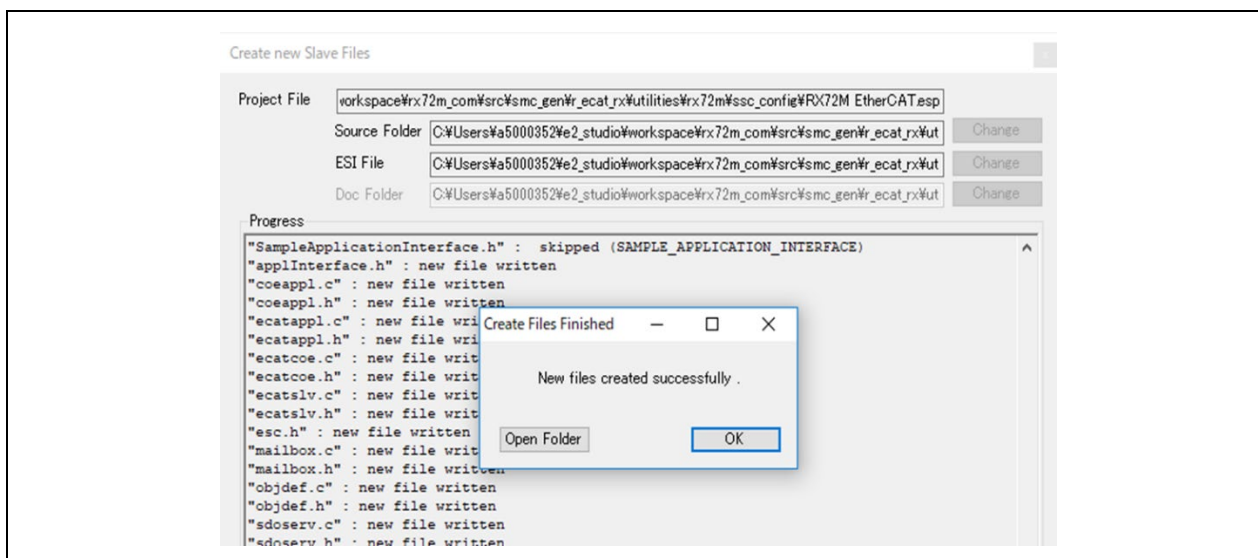 Create new Slave Files
Project File vorkspace¥rx72m_com¥src¥smc_gen¥r_ecat_rx¥utilities¥rx72m¥ssc_config¥RX72M EtherCAT.esp
Source Folder C:¥Users¥a5000352¥e2_studio¥workspace¥rx72m_com¥src¥smc_gen¥r_ecat_rx¥ut Change
ESI File C:¥Users¥a5000352¥e2_studio¥workspace¥rx72m_com¥src¥smc_gen¥r_ecat_rx¥ut Change
Doc Folder C:¥Users¥a5000352¥e2_studio¥workspace¥rx72m_com¥src¥smc_gen¥r_ecat_rx¥ut Change
Progress
"SampleApplicationInterface.h" : skipped (SAMPLE_APPLICATION_INTERFACE)
"applInterface.h" : new file written
"coeappl.c" : new file written
"coeappl.h" : new file written
"ecatappl.c" : new file wri
"ecatappl.h" : new file wri
"ecatcoe.c" : new file writ
"ecatcoe.h" : new file writ
"ecatslv.c" : new file writ
"ecatslv.h" : new file writ
"esc.h" : new file written
"mailbox.c" : new file writ
"mailbox.h" : new file written
"objdef.c" : new file written
"objdef.h" : new file written
"sdoserv.c" : new file written
"sdoserv.h" : new file written
Create Files Finished
New files created successfully .
Open Folder OK